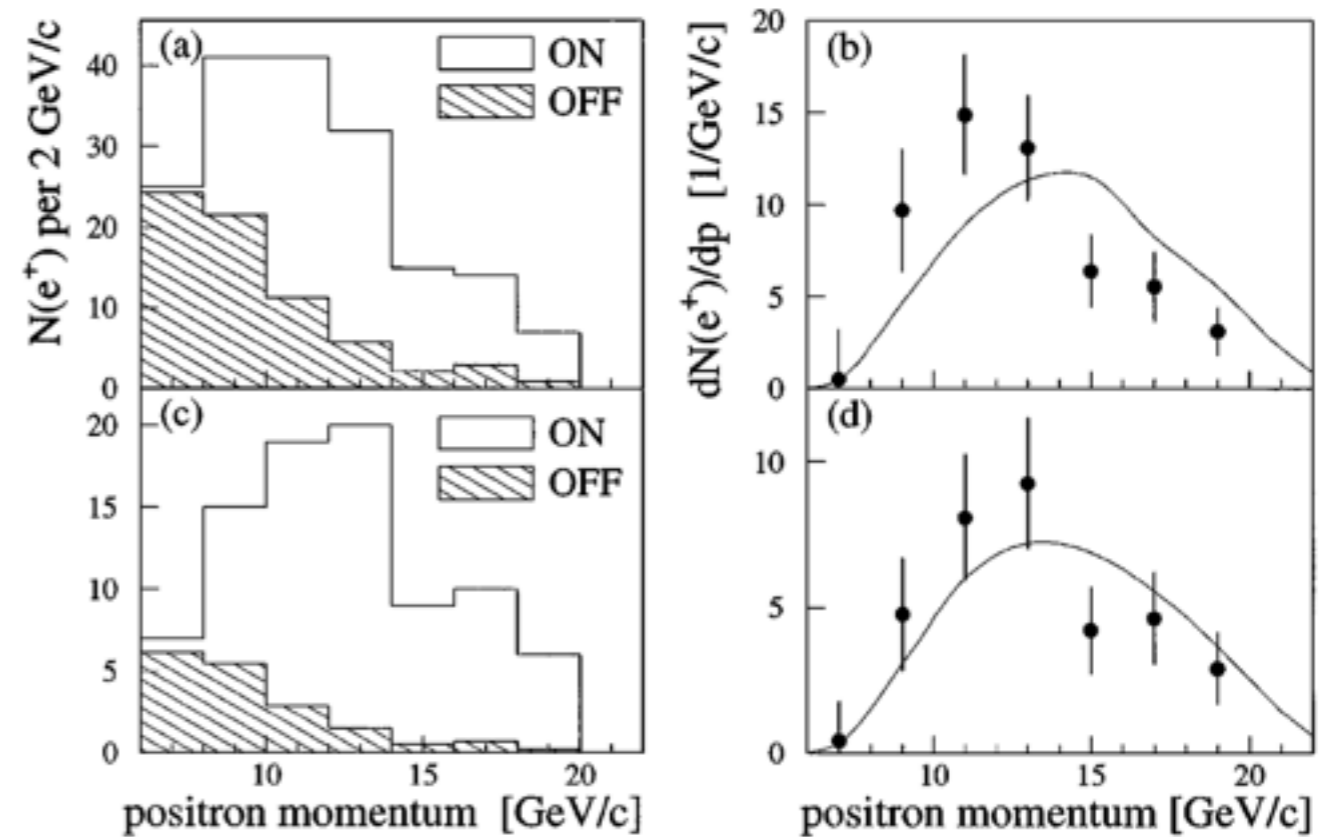 (a)
ON
OFF
N(e⁺) per 2 GeV/c
40
30
20
10
0
(b)
dN(e⁺)/dp [1/GeV/c]
20
15
10
5
0
(c)
ON
OFF
20
15
10
5
0
10 15 20
positron momentum [GeV/c]
(d)
10
5
0
10 15 20
positron momentum [GeV/c]